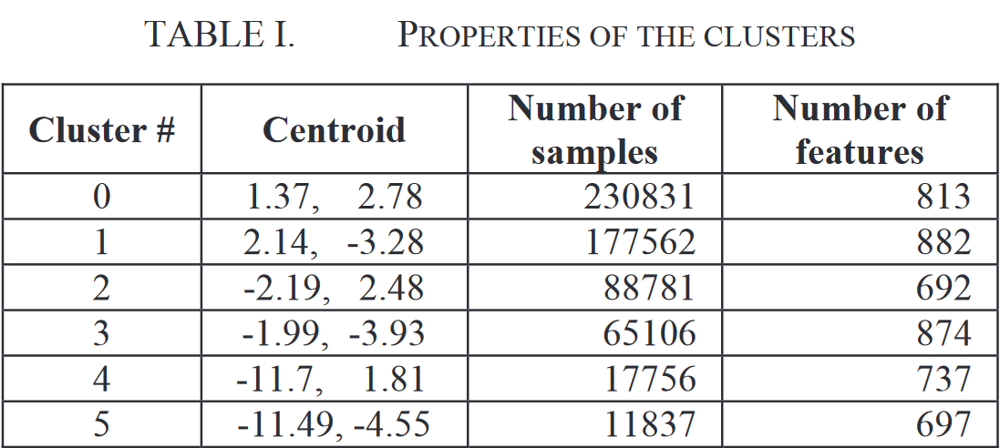 TABLE I. PROPERTIES OF THE CLUSTERS
Cluster # Centroid Number of samples Number of features
0 1.37, 2.78 230831 813
1 2.14, -3.28 177562 882
2 -2.19, 2.48 88781 692
3 -1.99, -3.93 65106 874
4 -11.7, 1.81 17756 737
5 -11.49, -4.55 11837 697